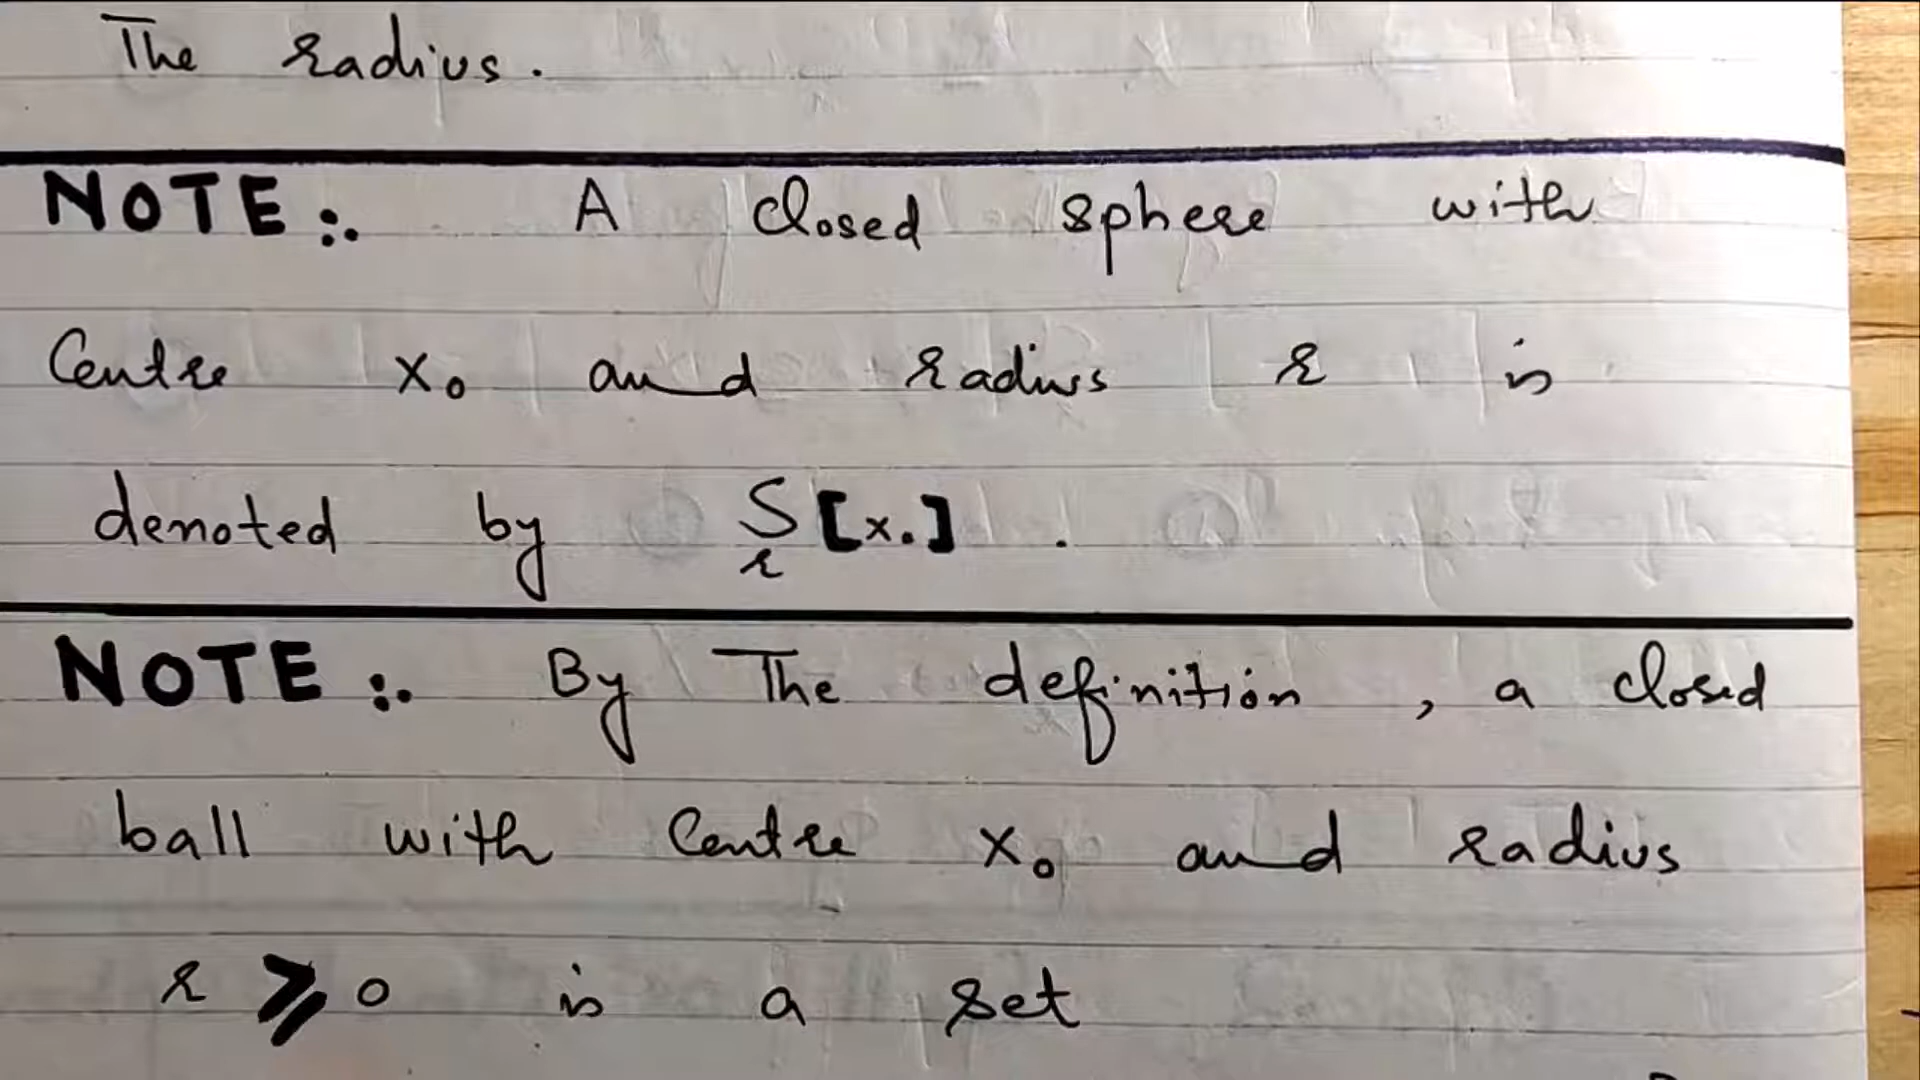 The radius.
NOTE:. A closed sphere with
Centre x₀ and radius r is
denoted by Sᵣ[x₀] .
NOTE:. By The definition , a closed
ball with Centre x₀ and radius
r ⩾ 0 is a set